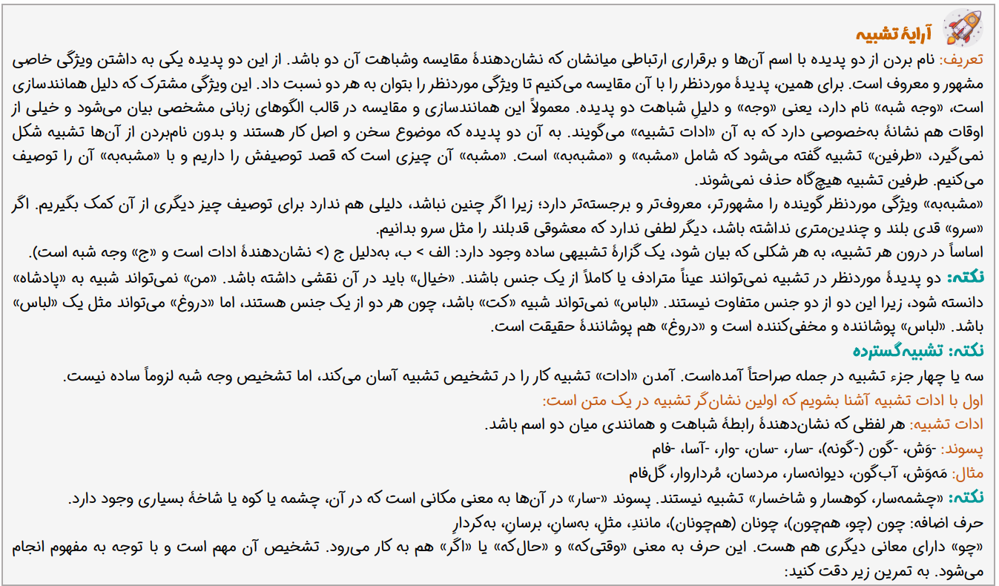 آرایهٔ تشبیه
تعریف: نام بردن از دو پدیده با اسم آن‌ها و برقراری ارتباطی میانشان که نشان‌دهندهٔ مقایسه وشباهت آن دو باشد. از این دو پدیده یکی به داشتن ویژگی خاصی
مشهور و معروف است. برای همین، پدیدهٔ موردنظر را با آن مقایسه می‌کنیم تا ویژگی موردنظر را بتوان به هر دو نسبت داد. این ویژگی مشترک که دلیل همانندسازی
است، «وجه شبه» نام دارد، یعنی «وجه» و دلیلِ شباهت دو پدیده. معمولاً این همانندسازی و مقایسه در قالب الگوهای زبانی مشخصی بیان می‌شود و خیلی از
اوقات هم نشانهٔ به‌خصوصی دارد که به آن «ادات تشبیه» می‌گویند. به آن دو پدیده که موضوع سخن و اصل کار هستند و بدون نام‌بردن از آن‌ها تشبیه شکل
نمی‌گیرد، «طرفین» تشبیه گفته می‌شود که شامل «مشبه» و «مشبه‌به» است. «مشبه» آن چیزی است که قصد توصیفش را داریم و با «مشبه‌به» آن را توصیف
می‌کنیم. طرفین تشبیه هیچ‌گاه حذف نمی‌شوند.
«مشبه‌به» ویژگی موردنظر گوینده را مشهورتر، معروف‌تر و برجسته‌تر دارد؛ زیرا اگر چنین نباشد، دلیلی هم ندارد برای توصیف چیز دیگری از آن کمک بگیریم. اگر
«سرو» قدی بلند و چندین‌متری نداشته باشد، دیگر لطفی ندارد که معشوقی قدبلند را مثل سرو بدانیم.
اساساً در درون هر تشبیه، به هر شکلی که بیان شود، یک گزارهٔ تشبیهی ساده وجود دارد: الف > ب، به‌دلیل ج (> نشان‌دهندهٔ ادات است و «ج» وجه شبه است).
نکته: دو پدیدهٔ موردنظر در تشبیه نمی‌توانند عیناً مترادف یا کاملاً از یک جنس باشند. «خیال» باید در آن نقشی داشته باشد. «من» نمی‌تواند شبیه به «پادشاه»
دانسته شود، زیرا این دو از دو جنس متفاوت نیستند. «لباس» نمی‌تواند شبیه «کت» باشد، چون هر دو از یک جنس هستند، اما «دروغ» می‌تواند مثل یک «لباس»
باشد. «لباس» پوشاننده و مخفی‌کننده است و «دروغ» هم پوشانندهٔ حقیقت است.
نکته: تشبیه‌گسترده
سه یا چهار جزء تشبیه در جمله صراحتاً آمده‌است. آمدن «ادات» تشبیه کار را در تشخیص تشبیه آسان می‌کند، اما تشخیص وجه شبه لزوماً ساده نیست.
اول با ادات تشبیه آشنا بشویم که اولین نشان‌گر تشبیه در یک متن است:
ادات تشبیه: هر لفظی که نشان‌دهندهٔ رابطهٔ شباهت و همانندی میان دو اسم باشد.
پسوند: -وَش، -گون (-گونه)، -سار، -سان، -وار، -آسا، -فام
مثال: مَه‌وَش، آب‌گون، دیوانه‌سار، مردسان، مُرداروار، گل‌فام
نکته: «چشمه‌سار، کوهسار و شاخسار» تشبیه نیستند. پسوند «-سار» در آن‌ها به معنی مکانی است که در آن، چشمه یا کوه یا شاخهٔ بسیاری وجود دارد.
حرف اضافه: چون (چو، هم‌چون)، چونان (هم‌چونان)، مانندِ، مثلِ، به‌سانِ، برسانِ، به‌کردارِ
«چو» دارای معانی دیگری هم هست. این حرف به معنی «وقتی‌که» و «حال‌که» یا «اگر» هم به کار می‌رود. تشخیص آن مهم است و با توجه به مفهوم انجام
می‌شود. به تمرین زیر دقت کنید: